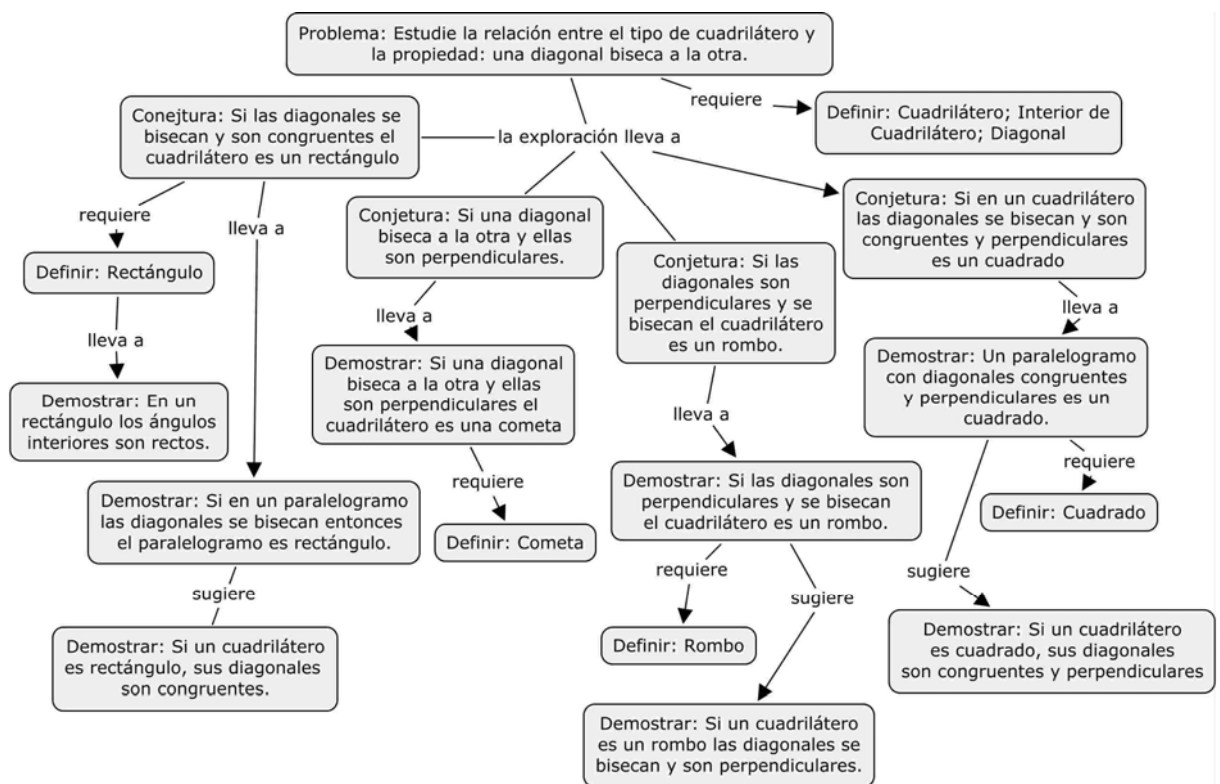 Problema: Estudie la relación entre el tipo de cuadrilátero y
la propiedad: una diagonal biseca a la otra.
requiere
Definir: Cuadrilátero; Interior de
Cuadrilátero; Diagonal
la exploración lleva a
Conejtura: Si las diagonales se
bisecan y son congruentes el
cuadrilátero es un rectángulo
requiere
Definir: Rectángulo
lleva a
Demostrar: En un
rectángulo los ángulos
interiores son rectos.
lleva a
Demostrar: Si en un paralelogramo
las diagonales se bisecan entonces
el paralelogramo es rectángulo.
sugiere
Demostrar: Si un cuadrilátero
es rectángulo, sus diagonales
son congruentes.
Conjetura: Si una diagonal
biseca a la otra y ellas
son perpendiculares.
lleva a
Demostrar: Si una diagonal
biseca a la otra y ellas
son perpendiculares el
cuadrilátero es una cometa
requiere
Definir: Cometa
Conjetura: Si las
diagonales son
perpendiculares y se
bisecan el cuadrilátero
es un rombo.
lleva a
Demostrar: Si las diagonales son
perpendiculares y se bisecan
el cuadrilátero es un rombo.
requiere
Definir: Rombo
sugiere
Demostrar: Si un cuadrilátero
es un rombo las diagonales se
bisecan y son perpendiculares.
Conjetura: Si en un cuadrilátero
las diagonales se bisecan y son
congruentes y perpendiculares
es un cuadrado
lleva a
Demostrar: Un paralelogramo
con diagonales congruentes
y perpendiculares es un
cuadrado.
requiere
Definir: Cuadrado
sugiere
Demostrar: Si un cuadrilátero
es cuadrado, sus diagonales
son congruentes y perpendiculares